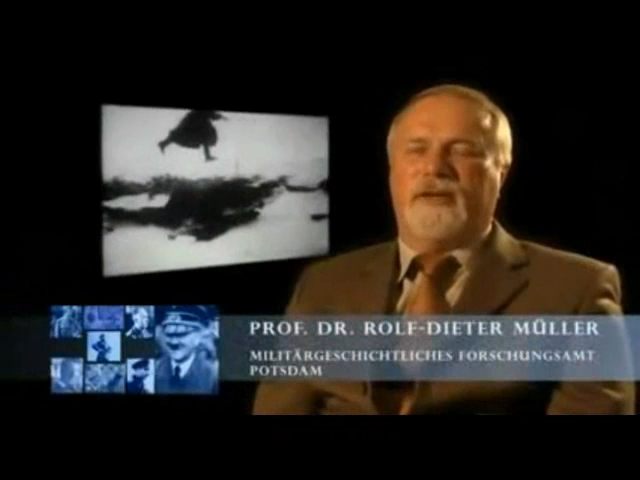 PROF. DR. ROLF-DIETER MÜLLER
MILITÄRGESCHICHTLICHES FORSCHUNGSAMT
POTSDAM